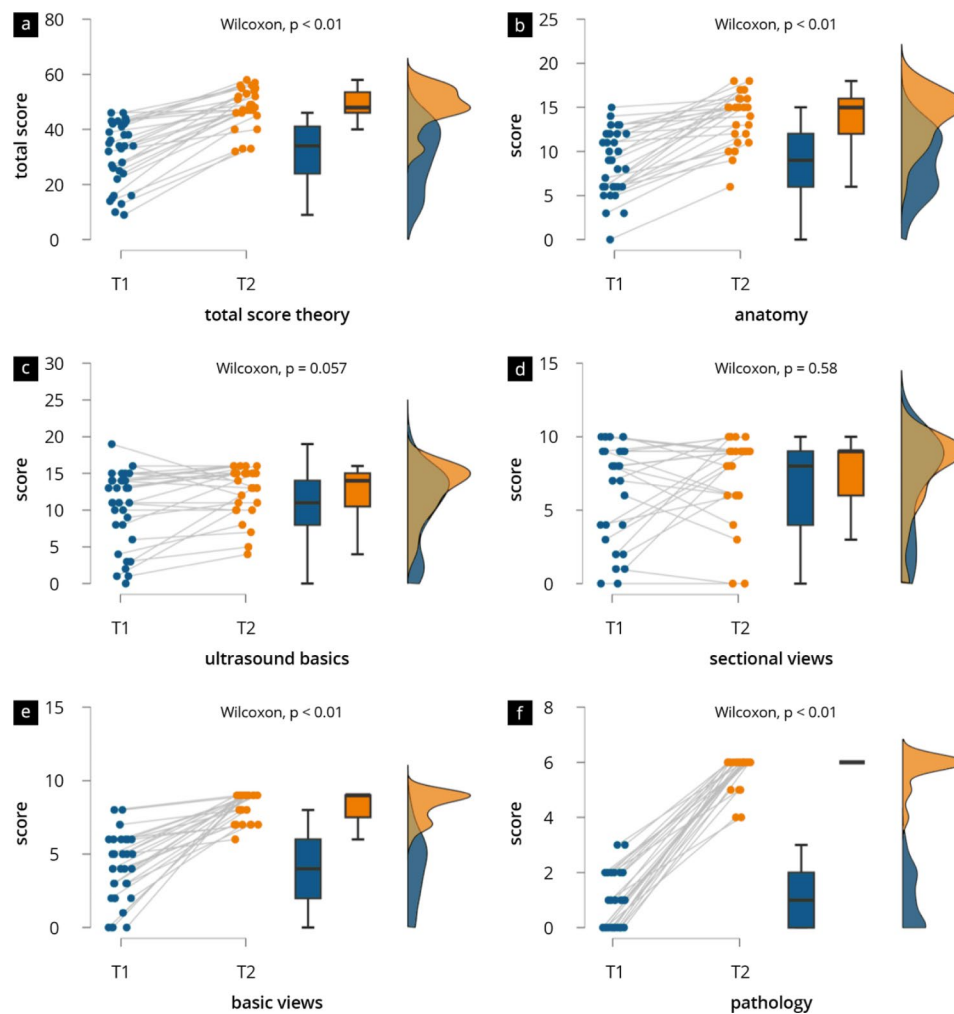 a
Wilcoxon, p < 0.01
80
60
40
20
0
total score
T1
T2
total score theory
b
Wilcoxon, p < 0.01
25
20
15
10
5
0
score
T1
T2
anatomy
c
Wilcoxon, p = 0.057
30
25
20
15
10
5
0
score
T1
T2
ultrasound basics
d
Wilcoxon, p = 0.58
15
10
5
0
score
T1
T2
sectional views
e
Wilcoxon, p < 0.01
15
10
5
0
score
T1
T2
basic views
f
Wilcoxon, p < 0.01
8
6
4
2
0
score
T1
T2
pathology